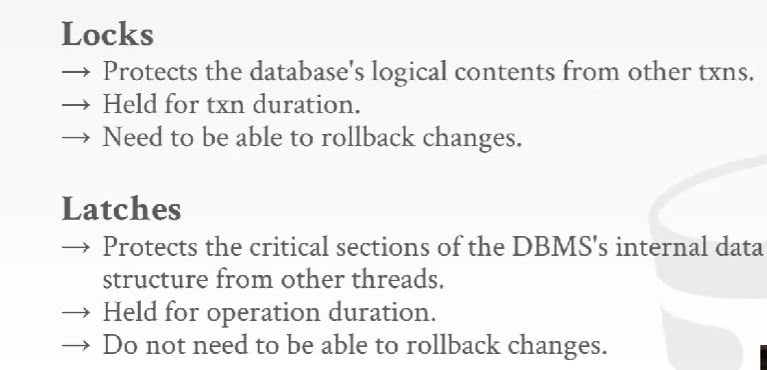 Locks
→ Protects the database's logical contents from other txns.
→ Held for txn duration.
→ Need to be able to rollback changes.
Latches
→ Protects the critical sections of the DBMS's internal data
structure from other threads.
→ Held for operation duration.
→ Do not need to be able to rollback changes.